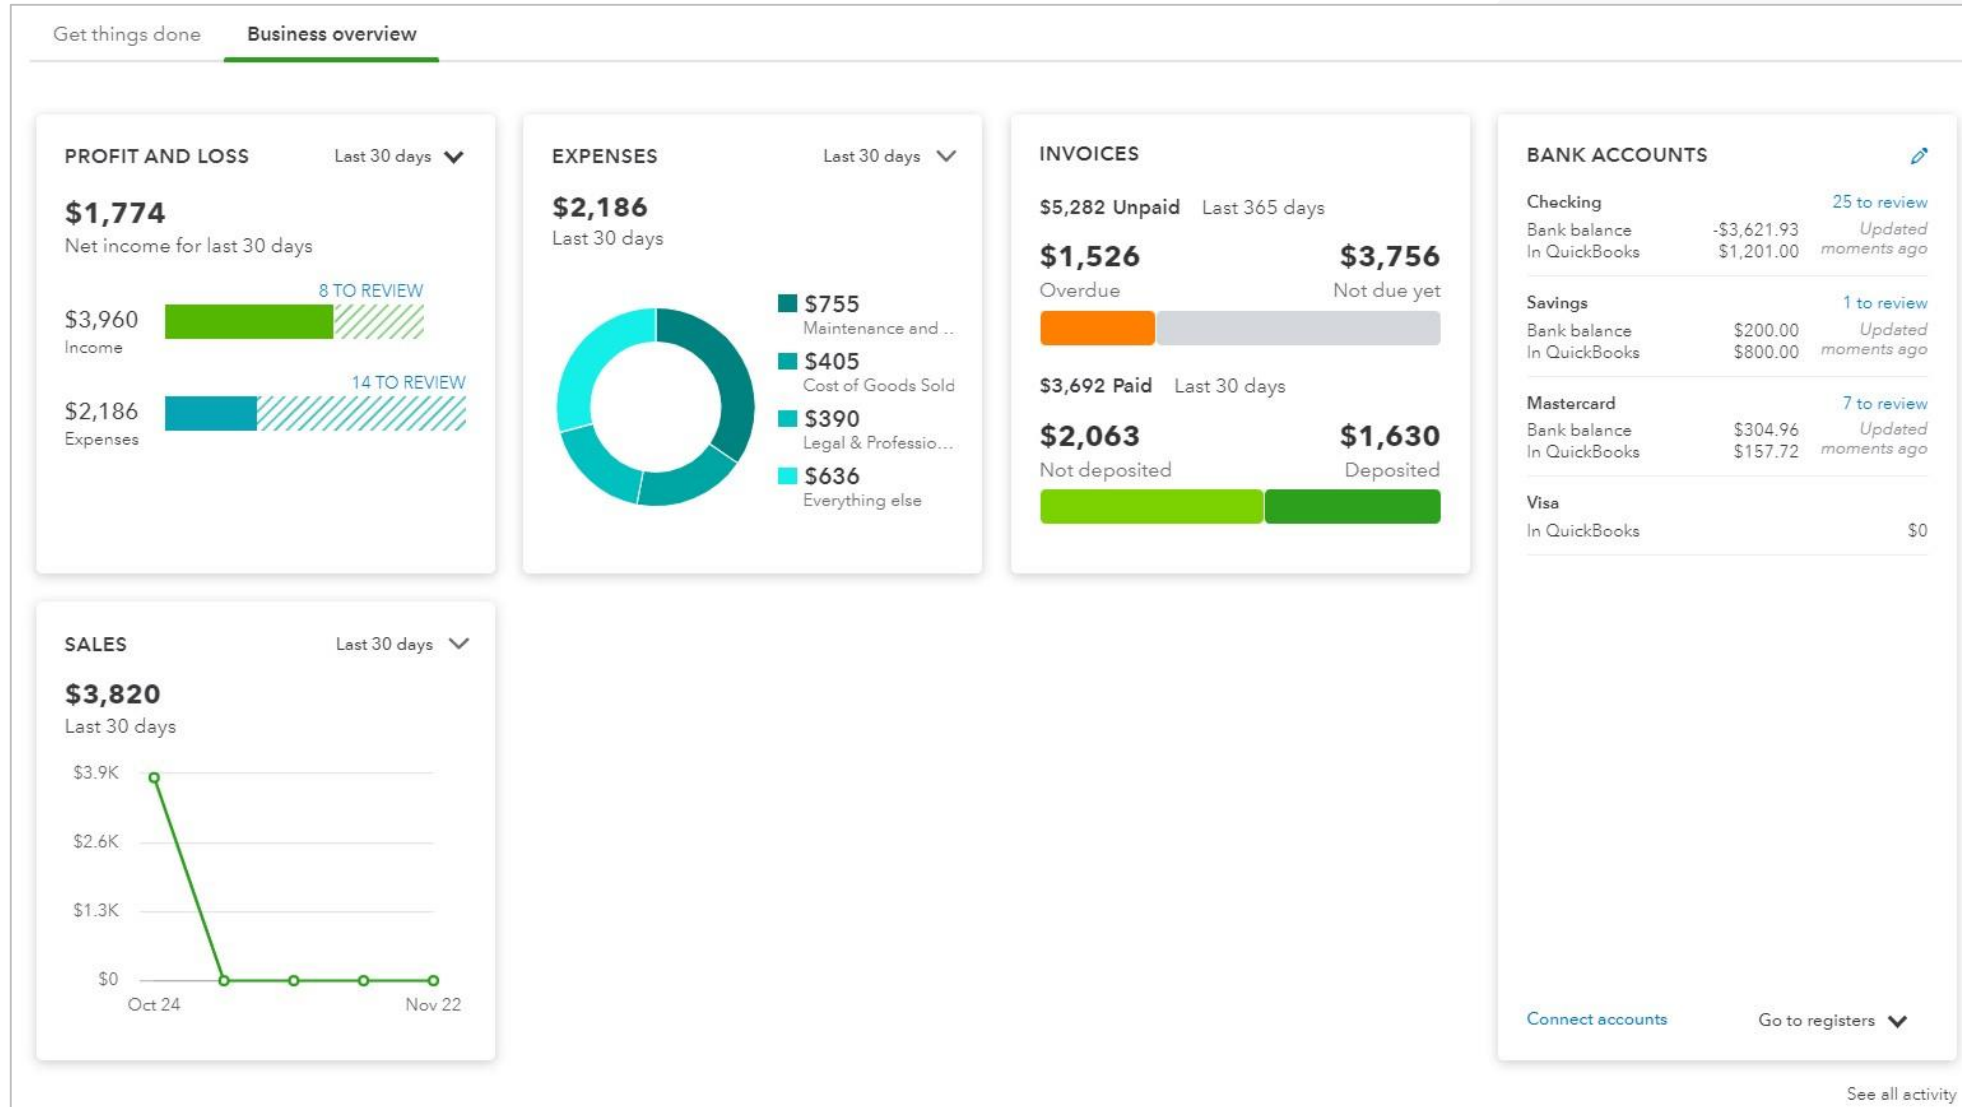 Get things done Business overview
PROFIT AND LOSS Last 30 days
$1,774
Net income for last 30 days
8 TO REVIEW
$3,960
Income
14 TO REVIEW
$2,186
Expenses
EXPENSES Last 30 days
$2,186
Last 30 days
$755
Maintenance and ...
$405
Cost of Goods Sold
$390
Legal & Professio...
$636
Everything else
INVOICES
$5,282 Unpaid Last 365 days
$1,526 $3,756
Overdue Not due yet
$3,692 Paid Last 30 days
$2,063 $1,630
Not deposited Deposited
BANK ACCOUNTS
Checking 25 to review
Bank balance -$3,621.93 Updated
In QuickBooks $1,201.00 moments ago
Savings 1 to review
Bank balance $200.00 Updated
In QuickBooks $800.00 moments ago
Mastercard 7 to review
Bank balance $304.96 Updated
In QuickBooks $157.72 moments ago
Visa
In QuickBooks $0
Connect accounts Go to registers
SALES Last 30 days
$3,820
Last 30 days
$3.9K
$2.6K
$1.3K
$0
Oct 24 Nov 22
See all activity